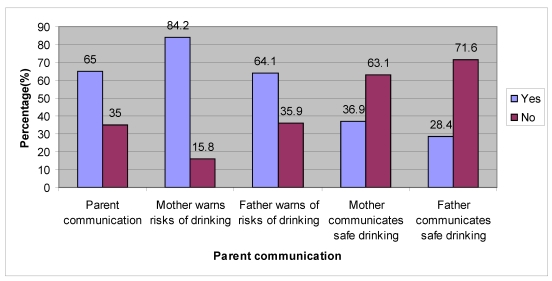 Percentage(%)
90
80
70
60
50
40
30
20
10
0
65
35
84.2
15.8
64.1
35.9
36.9
63.1
28.4
71.6
Parent
communication
Mother warns
risks of drinking
Father warns of
risks of drinking
Mother
communicates
safe drinking
Father
communicates
safe drinking
Parent communication
Yes
No